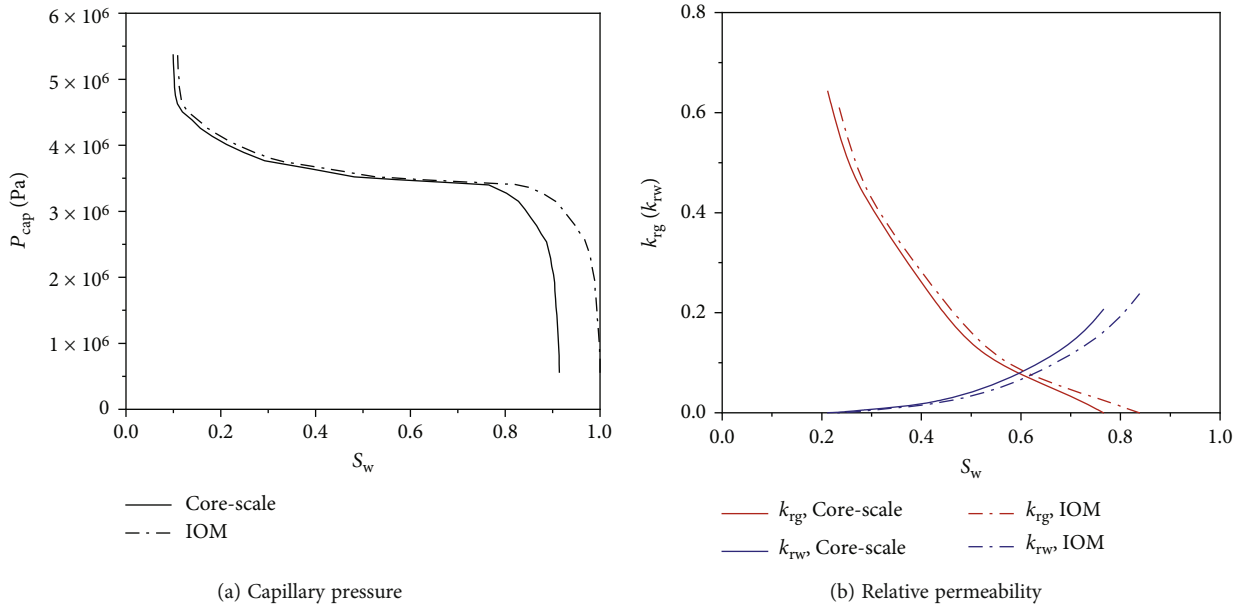 6 × 10⁶
5 × 10⁶
4 × 10⁶
3 × 10⁶
2 × 10⁶
1 × 10⁶
0
P_cap (Pa)
0.0 0.2 0.4 0.6 0.8 1.0
S_w
Core-scale
IOM
(a) Capillary pressure
0.8
0.6
0.4
0.2
0.0
k_rg (k_rw)
0.0 0.2 0.4 0.6 0.8 1.0
S_w
k_rg, Core-scale k_rg, IOM
k_rw, Core-scale k_rw, IOM
(b) Relative permeability